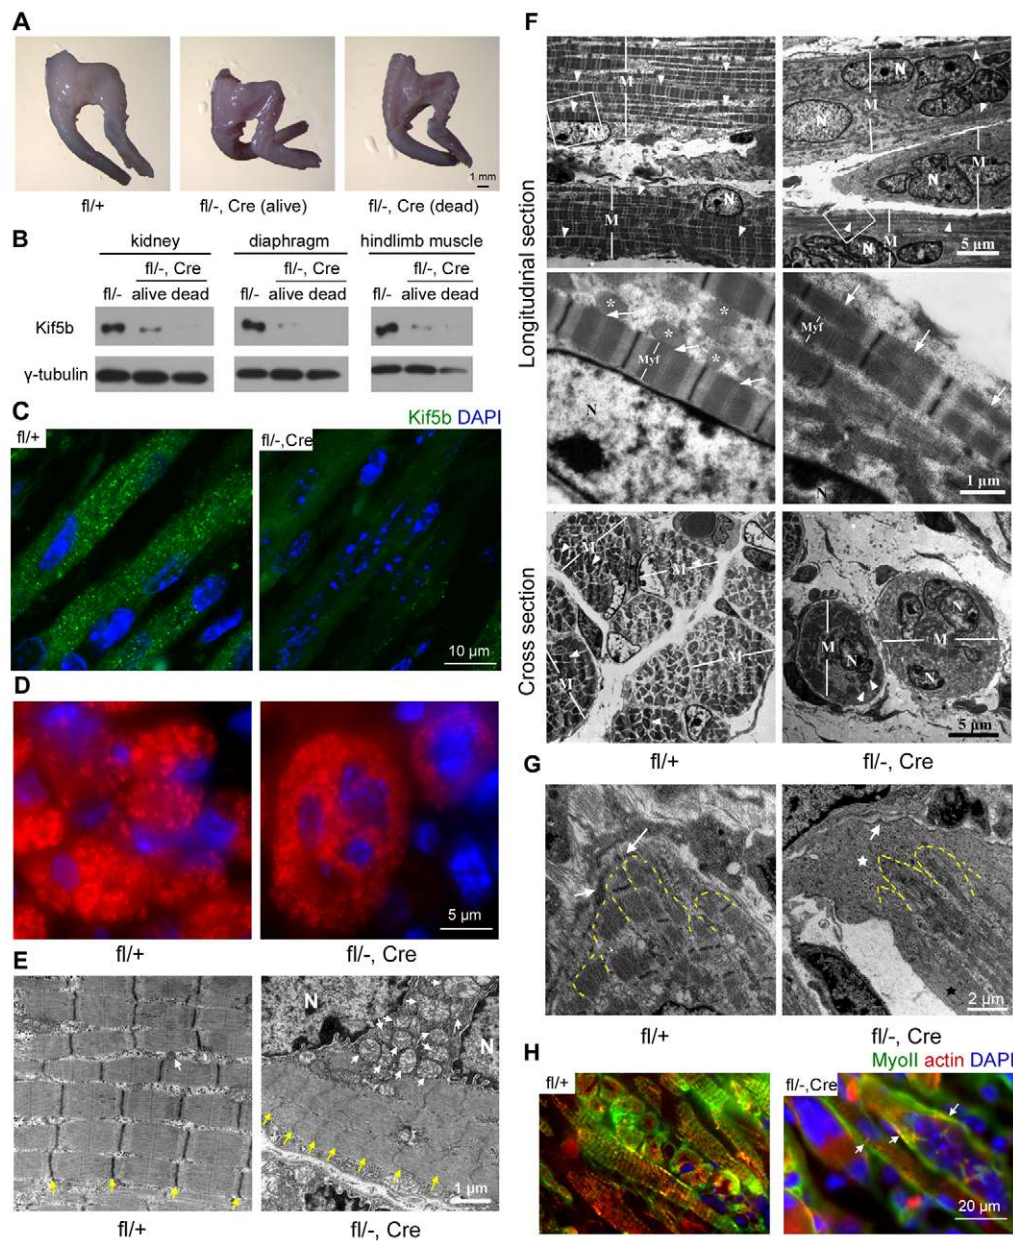 A
fl/+
fl/-, Cre (alive)
fl/-, Cre (dead)
1 mm
B
kidney
diaphragm
hindlimb muscle
fl/-, Cre
fl/-, Cre
fl/-, Cre
fl/-
alive
dead
fl/-
alive
dead
fl/-
alive
dead
Kif5b
γ-tubulin
C
Kif5b DAPI
fl/+
fl/-,Cre
10 µm
D
5 µm
fl/+
fl/-, Cre
E
N
N
1 µm
fl/+
fl/-, Cre
F
Longitudinal section
M
N
M
N
N
M
N
N
M
N
5 µm
* * *
Myf
N
Myf
N
1 µm
Cross section
M
M
M
M
N
N
M
N
5 µm
fl/+
fl/-, Cre
G
2 µm
fl/+
fl/-, Cre
H
MyoII actin DAPI
fl/+
fl/-,Cre
20 µm